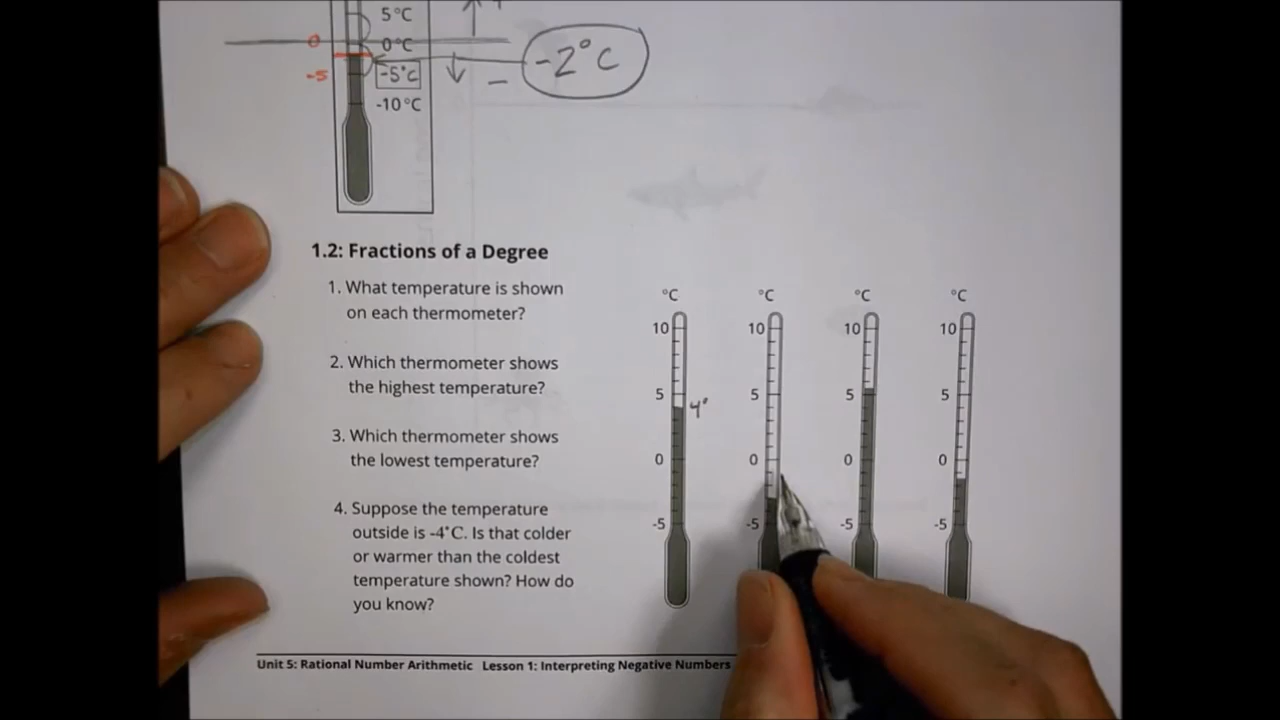 5°C
0
0°C
-5
-5°C
-2°C
-10°C
1.2: Fractions of a Degree
1. What temperature is shown
on each thermometer?
2. Which thermometer shows
the highest temperature?
3. Which thermometer shows
the lowest temperature?
4. Suppose the temperature
outside is -4°C. Is that colder
or warmer than the coldest
temperature shown? How do
you know?
°C °C °C °C
10 10 10 10
5 5 5 5
4°
0 0 0 0
-5 -5 -5 -5
Unit 5: Rational Number Arithmetic Lesson 1: Interpreting Negative Numbers